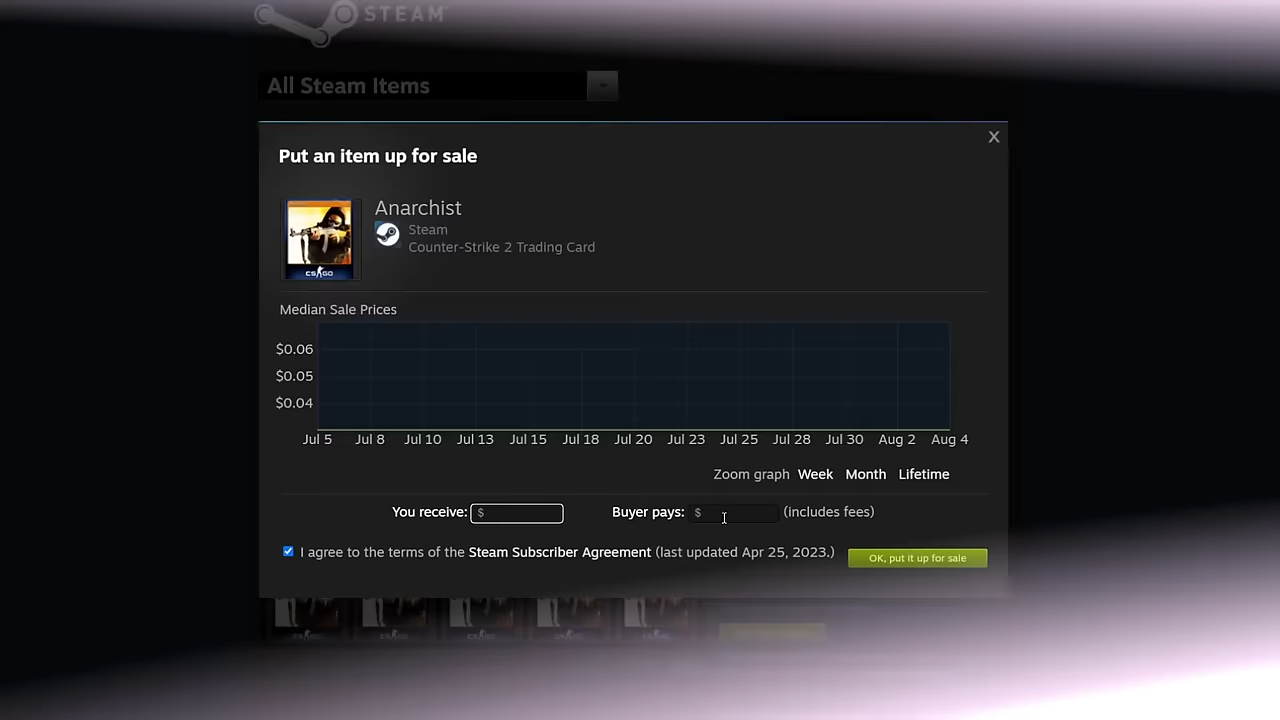 STEAM
All Steam Items
Put an item up for sale
X
Anarchist
Steam
Counter-Strike 2 Trading Card
CS GO
Median Sale Prices
$0.06
$0.05
$0.04
Jul 5 Jul 8 Jul 10 Jul 13 Jul 15 Jul 18 Jul 20 Jul 23 Jul 25 Jul 28 Jul 30 Aug 2 Aug 4
Zoom graph Week Month Lifetime
You receive: $ Buyer pays: $ (includes fees)
I agree to the terms of the Steam Subscriber Agreement (last updated Apr 25, 2023.)
OK, put it up for sale